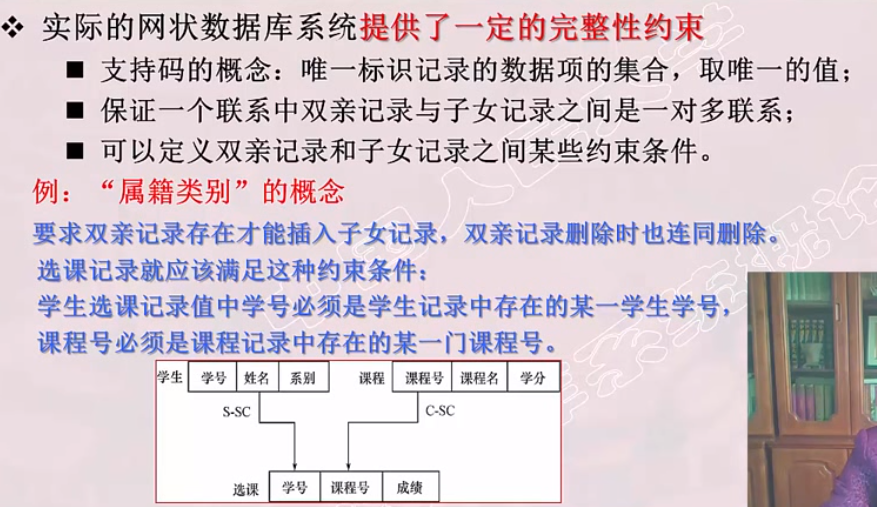 ❖ 实际的网状数据库系统提供了一定的完整性约束
■ 支持码的概念：唯一标识记录的数据项的集合，取唯一的值；
■ 保证一个联系中双亲记录与子女记录之间是一对多联系；
■ 可以定义双亲记录和子女记录之间某些约束条件。
例：“属籍类别”的概念
要求双亲记录存在才能插入子女记录，双亲记录删除时也连同删除。
选课记录就应该满足这种约束条件：
学生选课记录值中学号必须是学生记录中存在的某一学生学号，
课程号必须是课程记录中存在的某一门课程号。
学生 学号 姓名 系别 课程 课程号 课程名 学分
S-SC C-SC
选课 学号 课程号 成绩